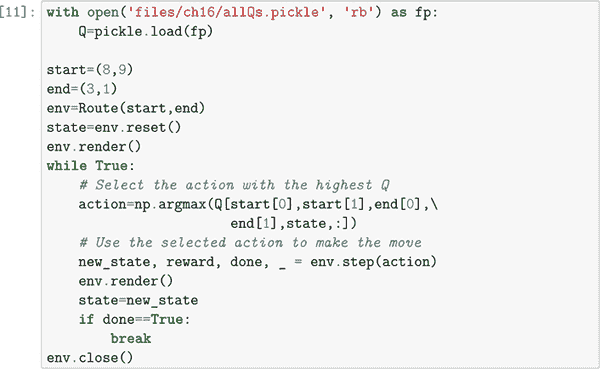 [11]: with open('files/ch16/allQs.pickle', 'rb') as fp:
    Q=pickle.load(fp)

start=(8,9)
end=(3,1)
env=Route(start,end)
state=env.reset()
env.render()
while True:
    # Select the action with the highest Q
    action=np.argmax(Q[start[0],start[1],end[0],\
                       end[1],state,:])
    # Use the selected action to make the move
    new_state, reward, done, _ = env.step(action)
    env.render()
    state=new_state
    if done==True:
        break
env.close()